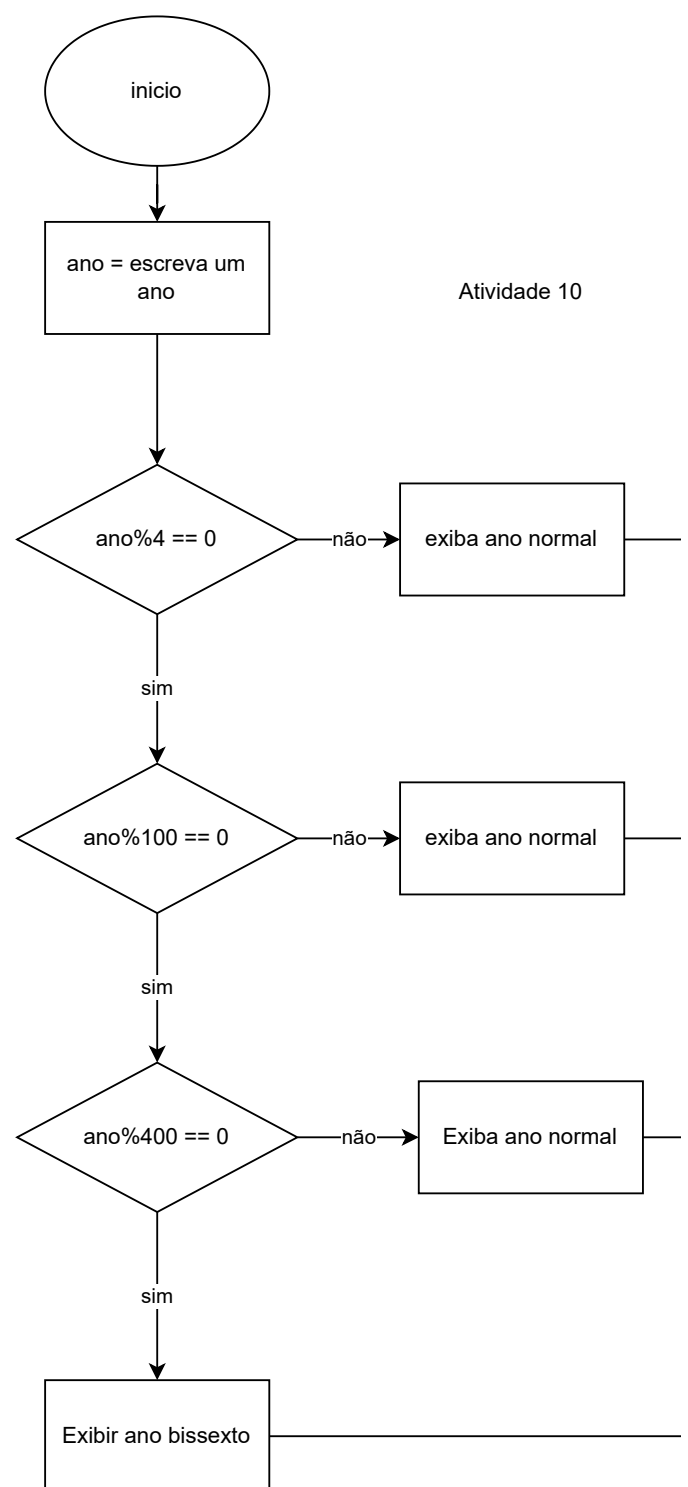 inicio
ano = escreva um
ano
Atividade 10
ano%4 == 0
não
exiba ano normal
sim
ano%100 == 0
não
exiba ano normal
sim
ano%400 == 0
não
Exiba ano normal
sim
Exibir ano bissexto